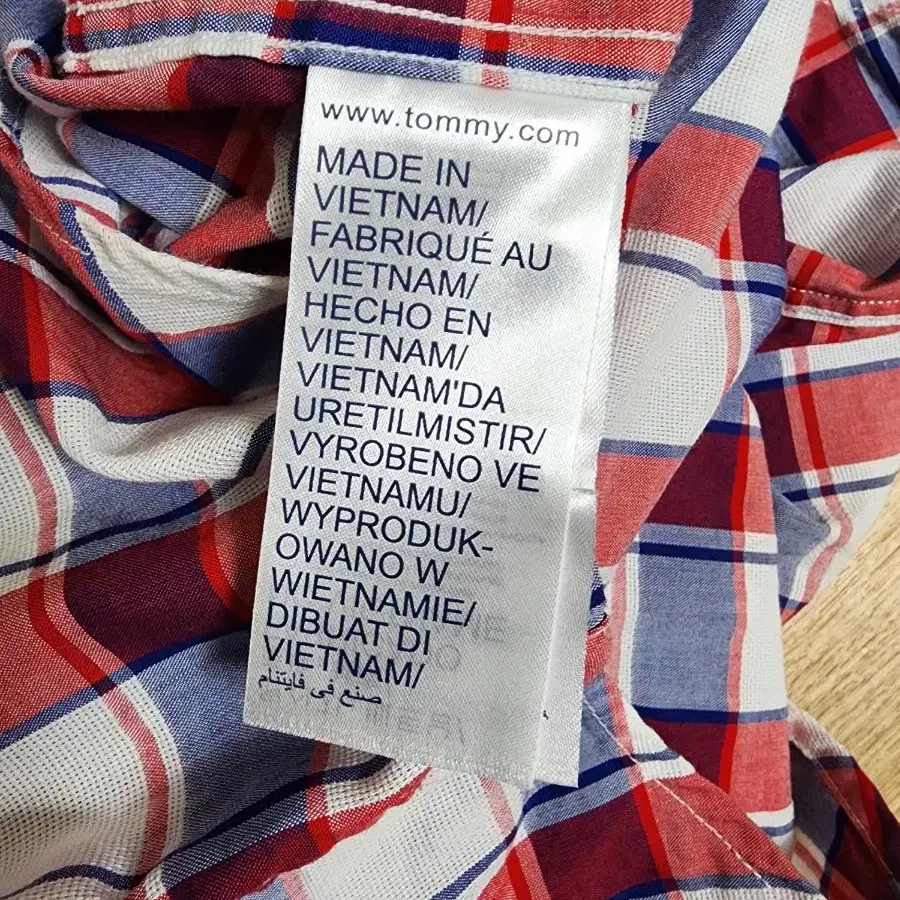 www.tommy.com
MADE IN
VIETNAM/
FABRIQUÉ AU
VIETNAM/
HECHO EN
VIETNAM/
VIETNAM'DA
URETILMISTIR/
VYROBENO VE
VIETNAMU/
WYPRODUK-
OWANO W
WIETNAMIE/
DIBUAT DI
VIETNAM/
صنع في فايتنام